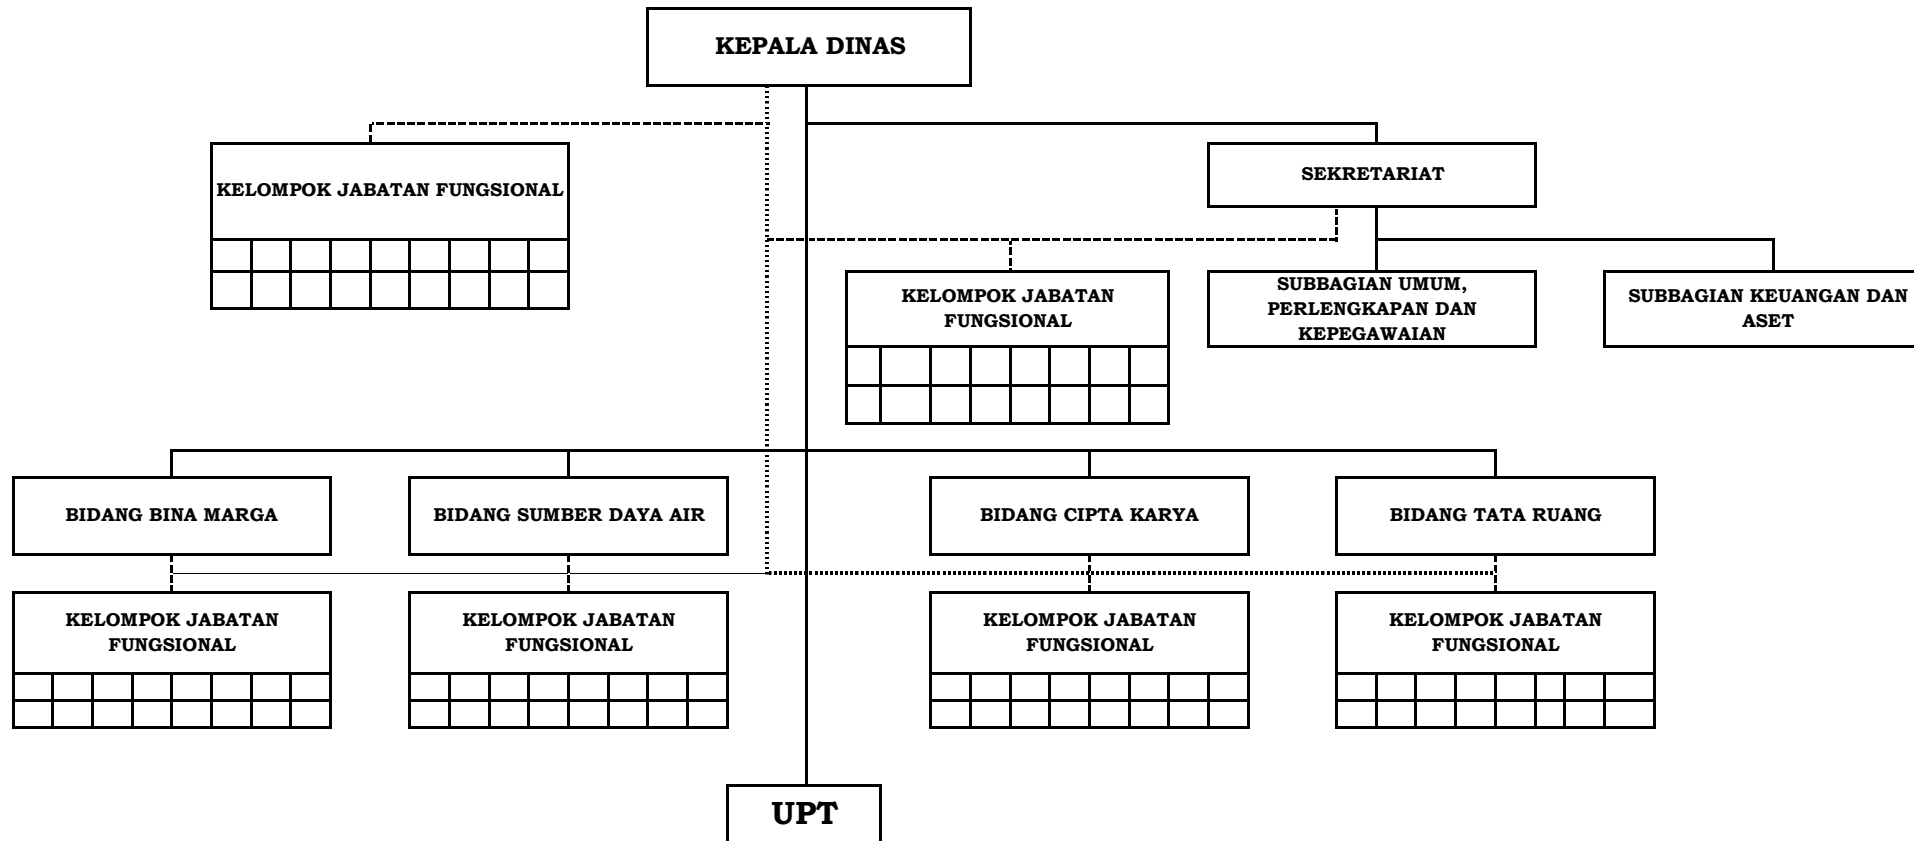 KEPALA DINAS
KELOMPOK JABATAN FUNGSIONAL
SEKRETARIAT
KELOMPOK JABATAN
FUNGSIONAL
SUBBAGIAN UMUM,
PERLENGKAPAN DAN
KEPEGAWAIAN
SUBBAGIAN KEUANGAN DAN
ASET
BIDANG BINA MARGA
BIDANG SUMBER DAYA AIR
BIDANG CIPTA KARYA
BIDANG TATA RUANG
KELOMPOK JABATAN
FUNGSIONAL
KELOMPOK JABATAN
FUNGSIONAL
KELOMPOK JABATAN
FUNGSIONAL
KELOMPOK JABATAN
FUNGSIONAL
UPT